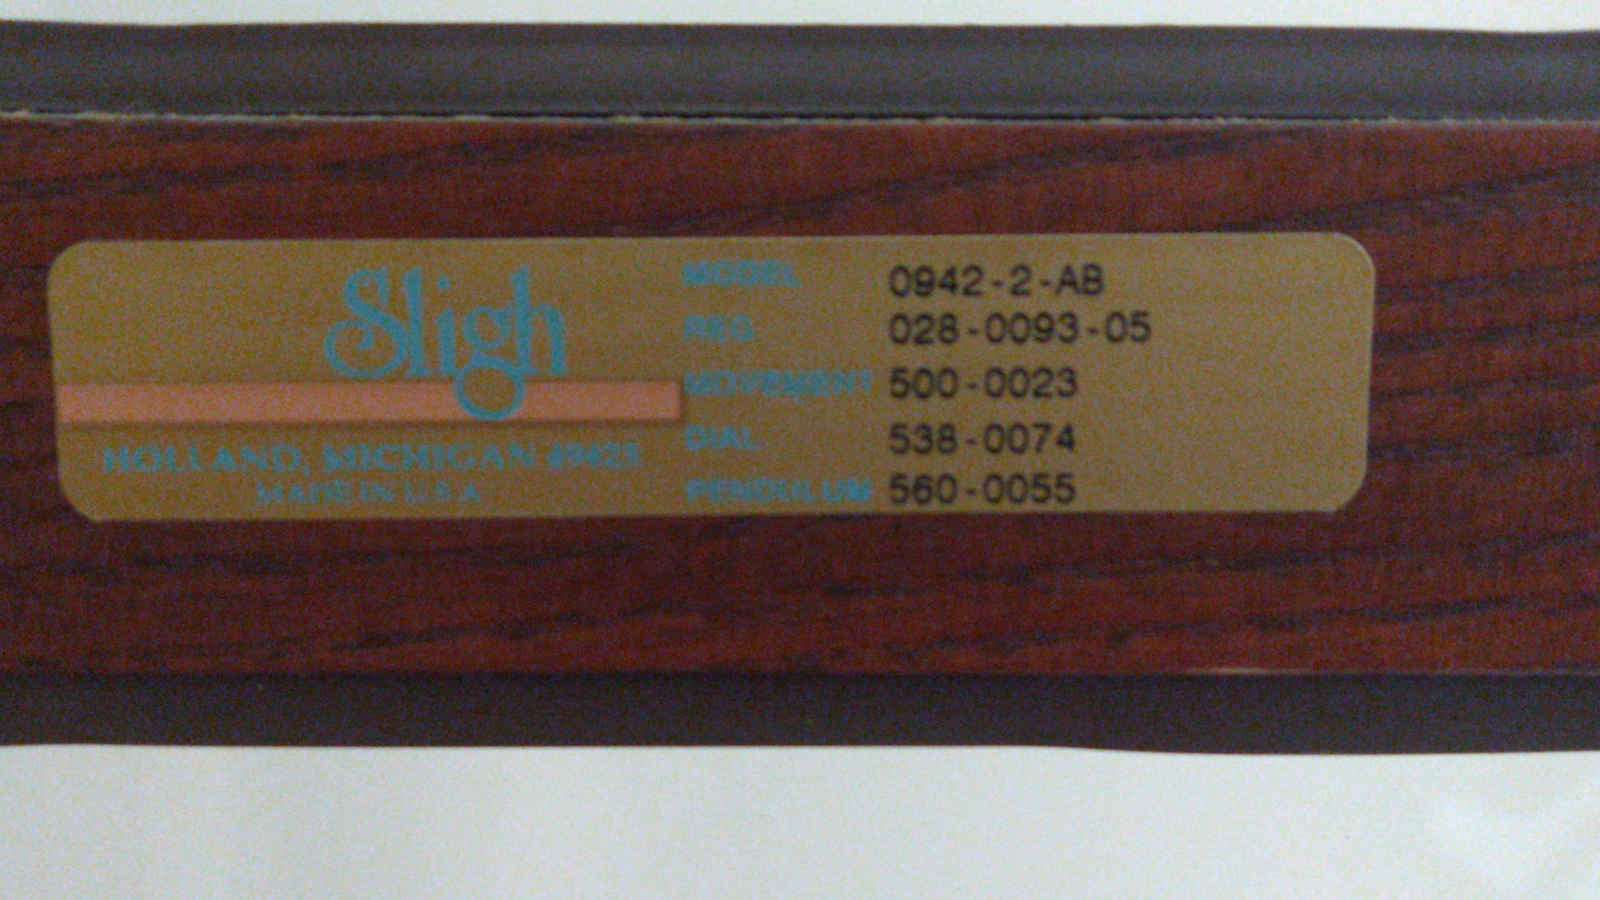 Sligh
HOLLAND, MICHIGAN 49423
MADE IN U.S.A.
MODEL 0942-2-AB
REG. 028-0093-05
MOVEMENT 500-0023
DIAL 538-0074
PENDULUM 560-0055